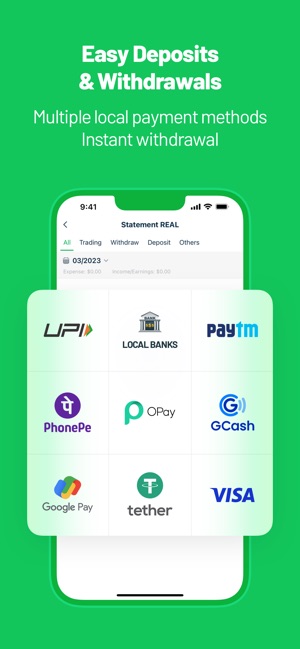 Easy Deposits
& Withdrawals
Multiple local payment methods
Instant withdrawal
9:41
Statement REAL
All Trading Withdraw Deposit Others
03/2023
Expense: $0.00 Income/Earnings: $0.00
UPI
BANK
LOCAL BANKS
paytm
पे
PhonePe
OPay
GCash
Google Pay
tether
VISA